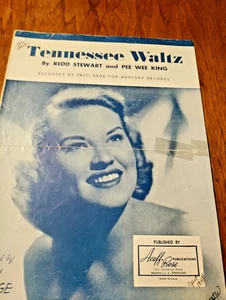 Tennessee Waltz
By REDD STEWART and PEE WEE KING
RECORDED BY PATTI PAGE FOR MERCURY RECORDS
PUBLISHED BY
Acuff-Rose
PUBLICATIONS
NASHVILLE, TENNESSEE
GE